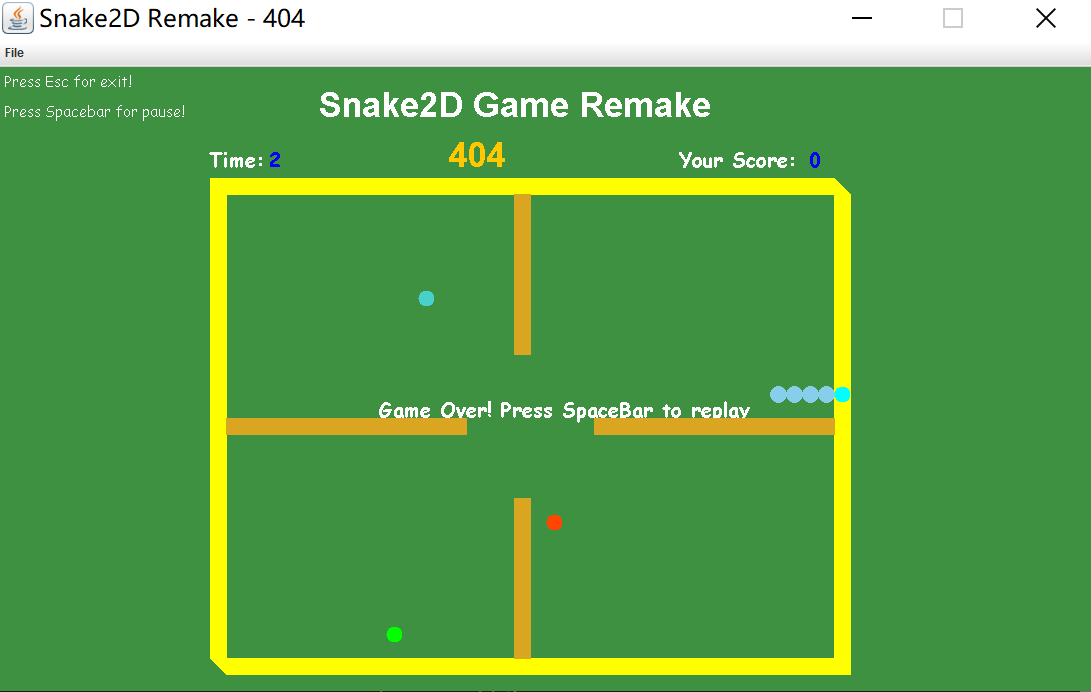 Snake2D Remake - 404
File
Press Esc for exit!
Press Spacebar for pause!
Snake2D Game Remake
Time: 2
404
Your Score: 0
Game Over! Press SpaceBar to replay